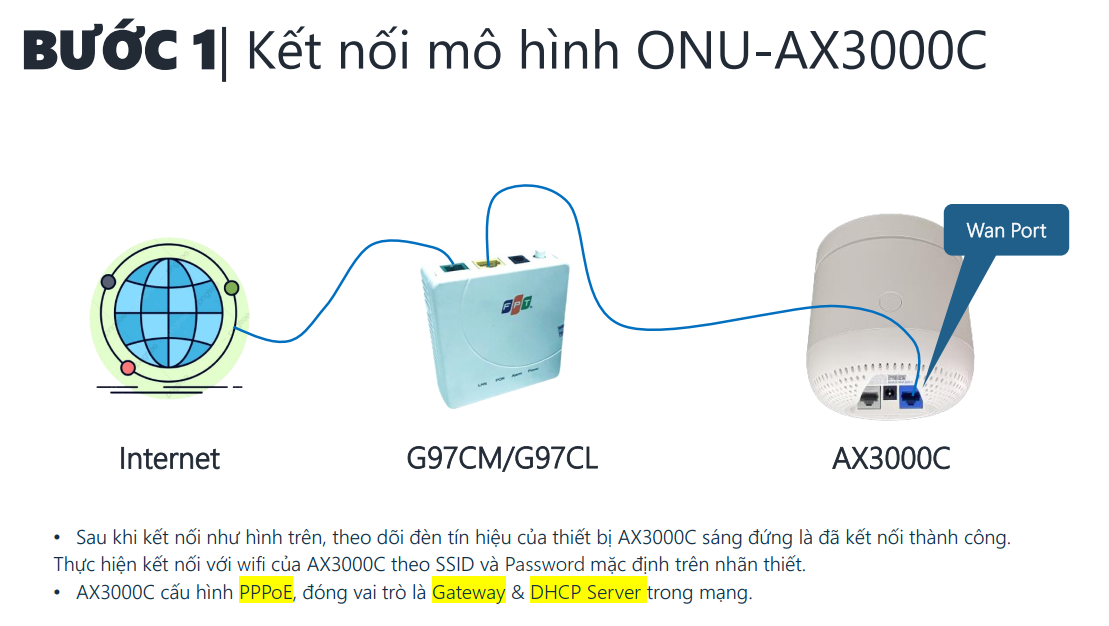 BƯỚC 1| Kết nối mô hình ONU-AX3000C
Wan Port
FPT
Internet
G97CM/G97CL
AX3000C
• Sau khi kết nối như hình trên, theo dõi đèn tín hiệu của thiết bị AX3000C sáng đứng là đã kết nối thành công.
Thực hiện kết nối với wifi của AX3000C theo SSID và Password mặc định trên nhãn thiết.
• AX3000C cấu hình PPPoE, đóng vai trò là Gateway & DHCP Server trong mạng.